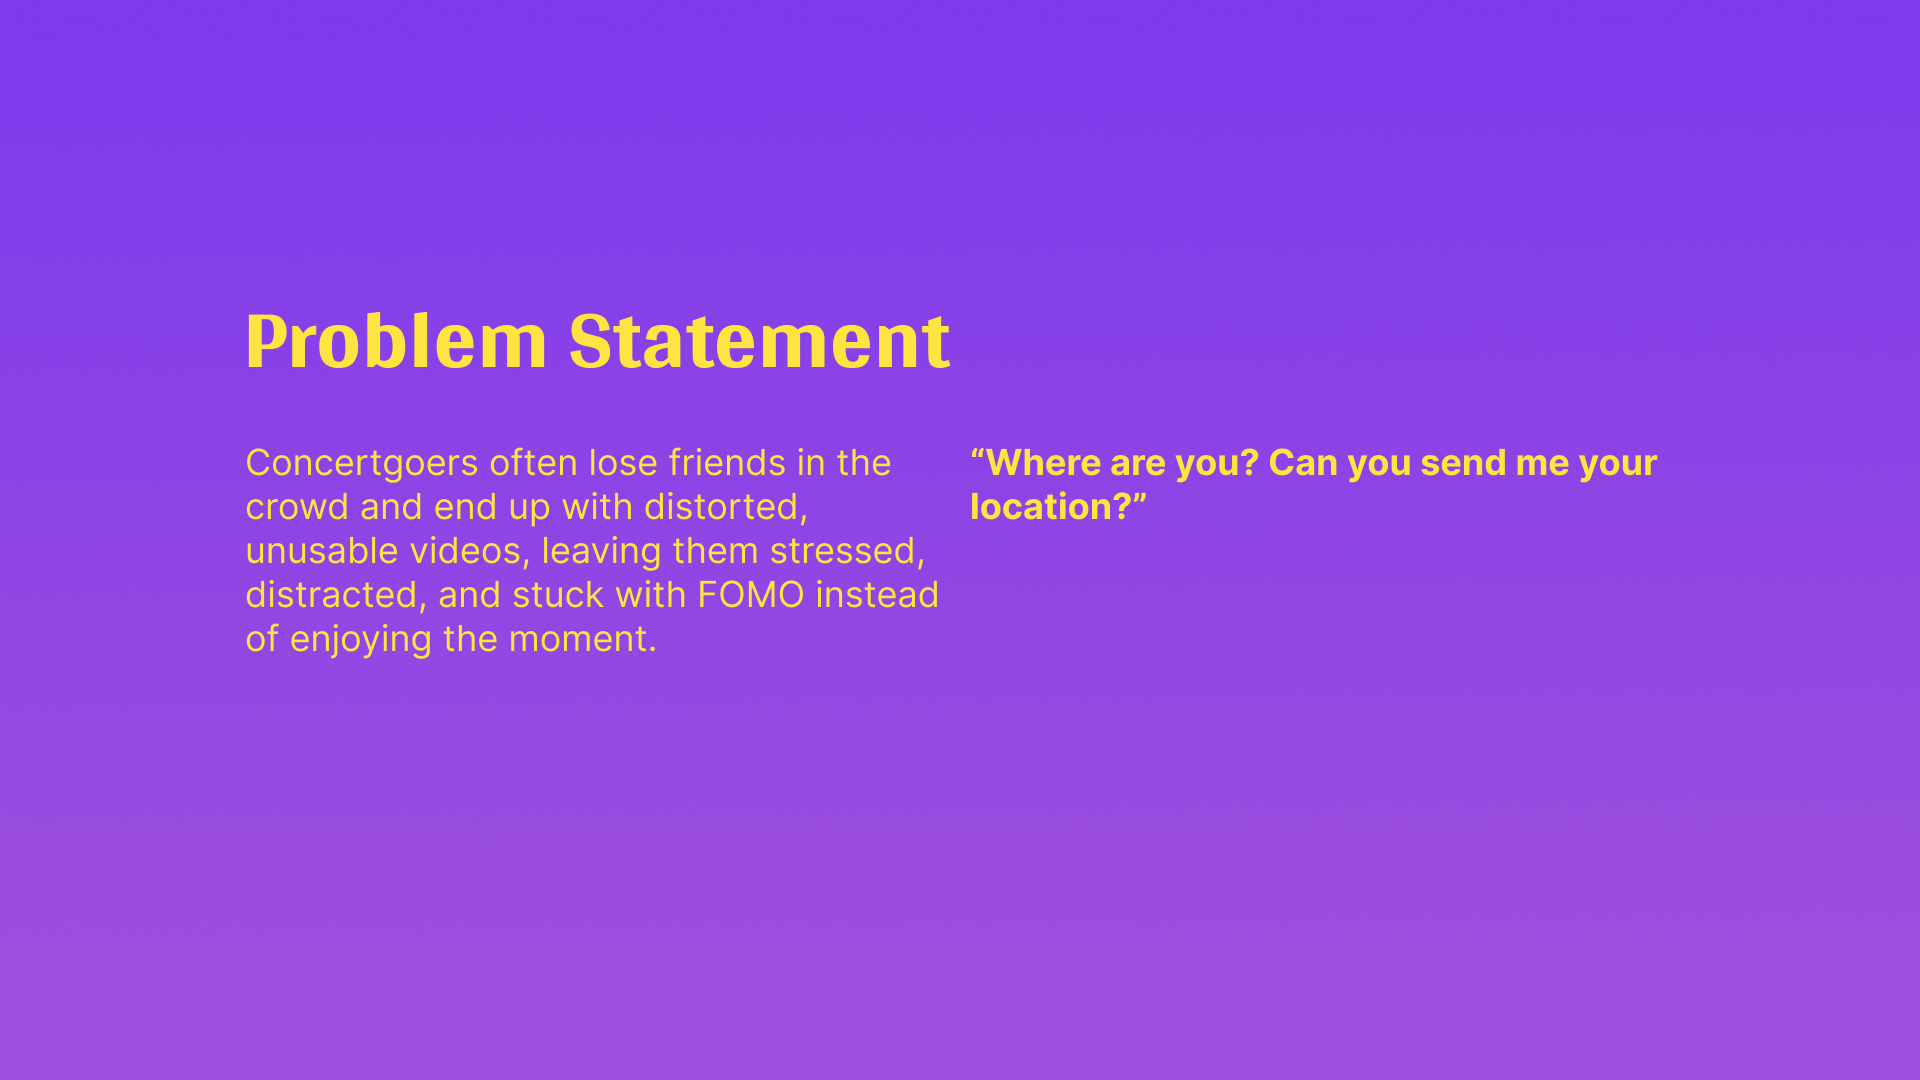 Problem Statement
Concertgoers often lose friends in the
crowd and end up with distorted,
unusable videos, leaving them stressed,
distracted, and stuck with FOMO instead
of enjoying the moment.
“Where are you? Can you send me your
location?”